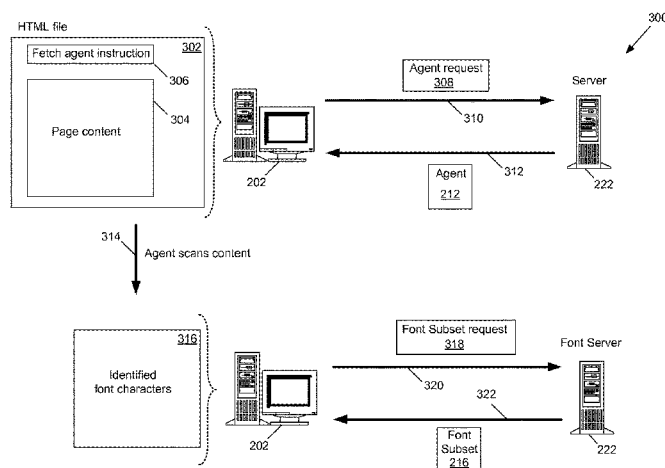 HTML file
300
302
Fetch agent instruction
306
304
Page content
Agent request
308
Server
310
312
202
Agent
212
222
314
Agent scans content
316
Identified
font characters
Font Subset request
318
Font Server
320
322
202
Font
Subset
216
222